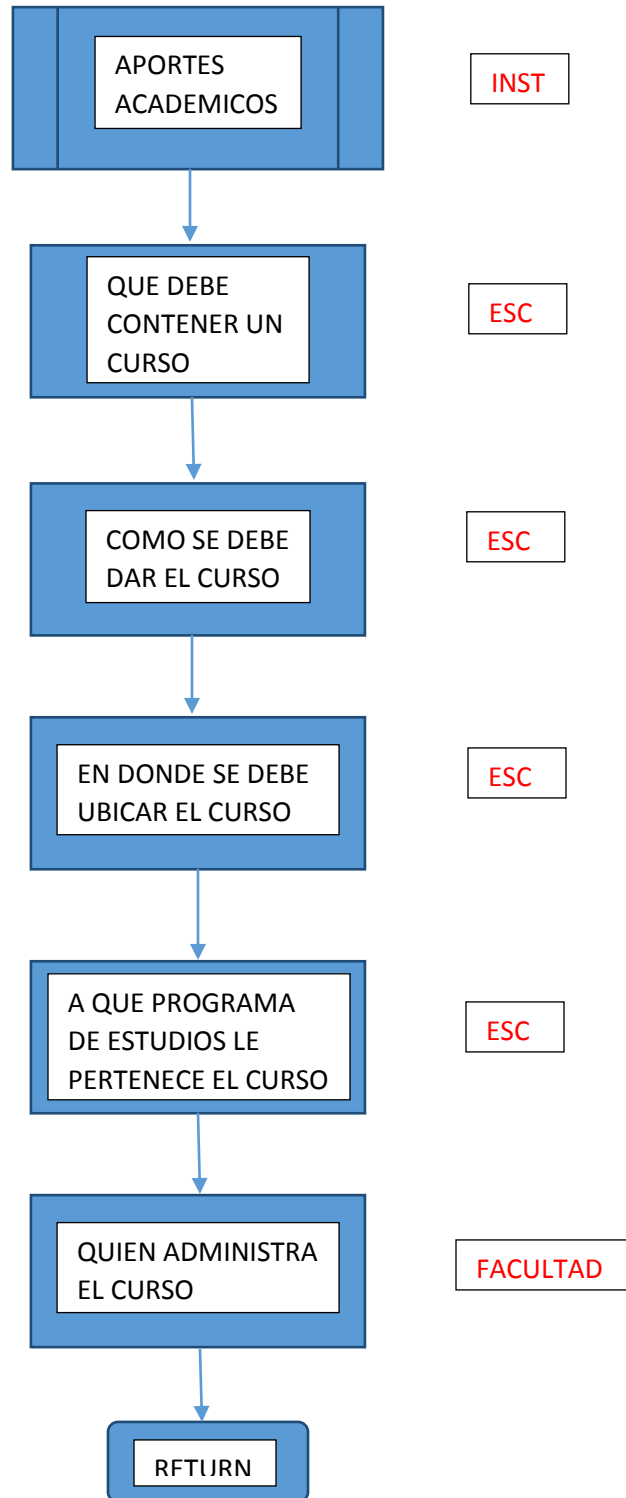 APORTES
ACADEMICOS
INST
QUE DEBE
CONTENER UN
CURSO
ESC
COMO SE DEBE
DAR EL CURSO
ESC
EN DONDE SE DEBE
UBICAR EL CURSO
ESC
A QUE PROGRAMA
DE ESTUDIOS LE
PERTENECE EL CURSO
ESC
QUIEN ADMINISTRA
EL CURSO
FACULTAD
RETURN